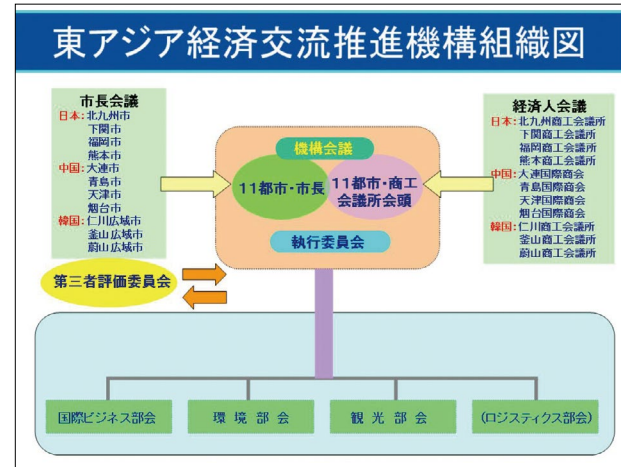 東アジア経済交流推進機構組織図
市長会議
日本：北九州市
下関市
福岡市
熊本市
中国：大連市
青島市
天津市
烟台市
韓国：仁川広域市
釜山広域市
蔚山広域市
機構会議
11都市・市長
11都市・商工
会議所会頭
執行委員会
経済人会議
日本：北九州商工会議所
下関商工会議所
福岡商工会議所
熊本商工会議所
中国：大連国際商会
青島国際商会
天津国際商会
烟台国際商会
韓国：仁川商工会議所
釜山商工会議所
蔚山商工会議所
第三者評価委員会
国際ビジネス部会
環境部会
観光部会
(ロジスティクス部会)